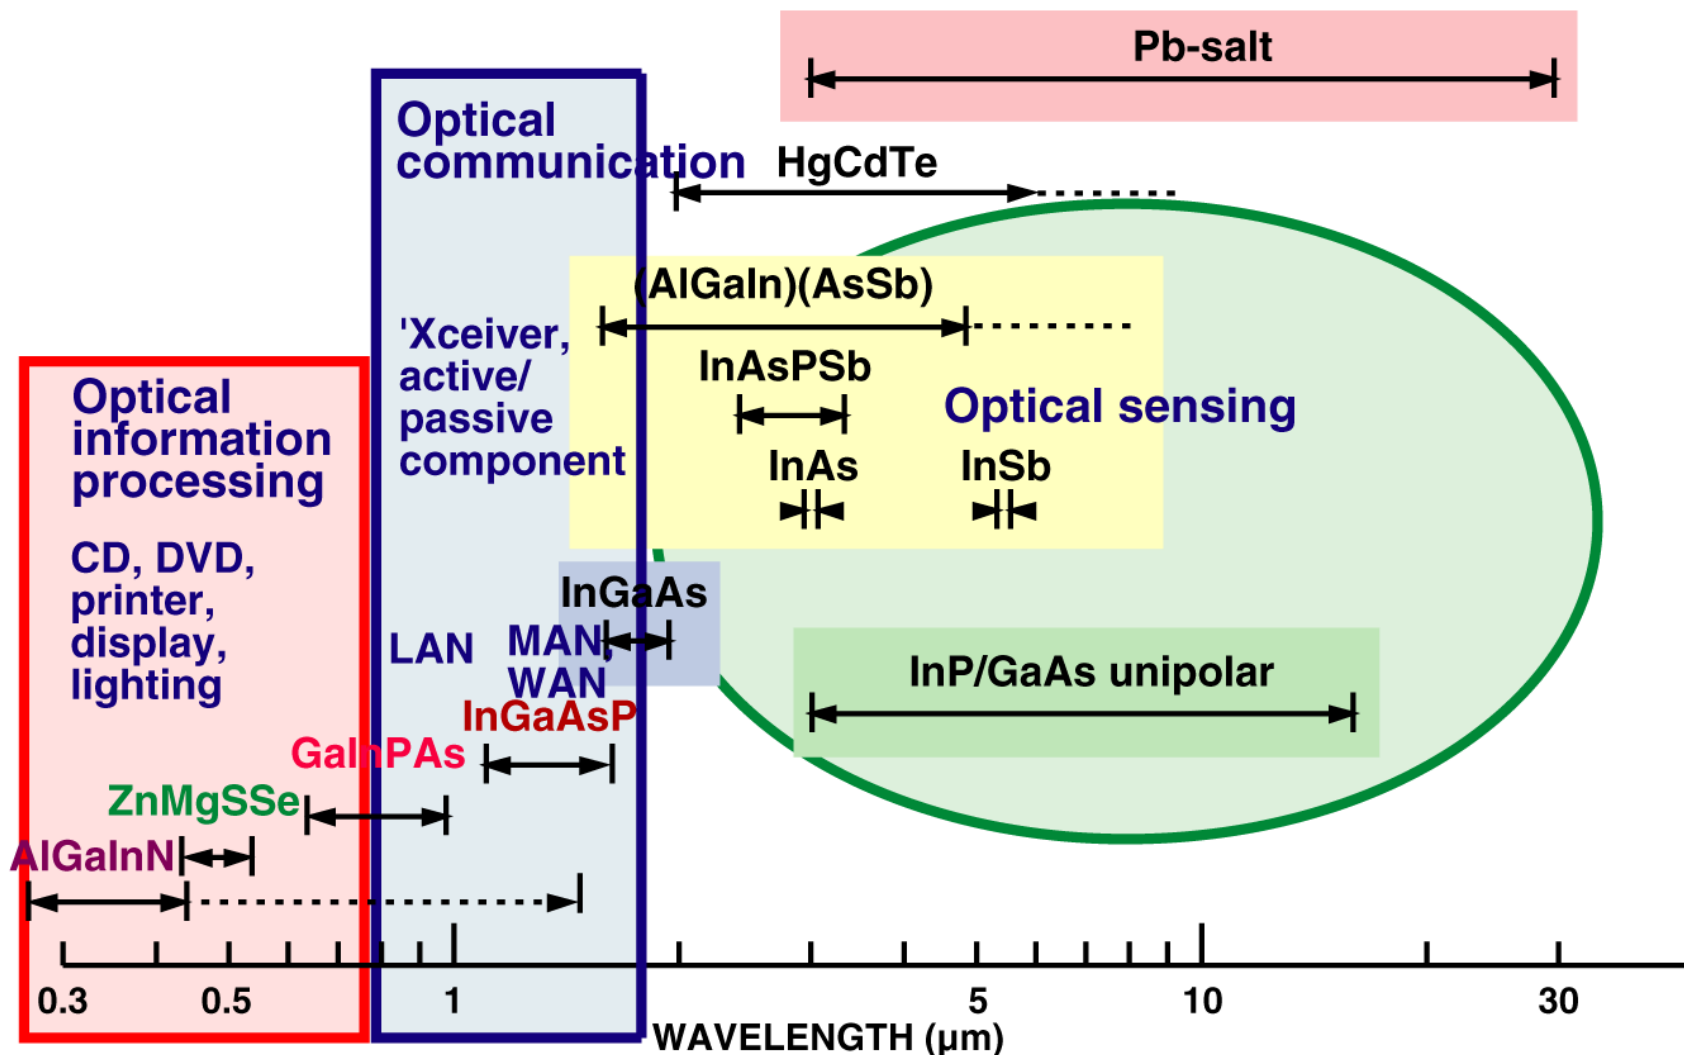 Pb-salt
Optical
communication
HgCdTe
(AlGaIn)(AsSb)
'Xceiver,
active/
passive
component
InAsPSb
Optical sensing
InAs
InSb
Optical
information
processing
CD, DVD,
printer,
display,
lighting
InGaAs
LAN
MAN,
WAN
InP/GaAs unipolar
InGaAsP
GaInPAs
ZnMgSSe
AlGaInN
0.3
0.5
1
5
10
30
WAVELENGTH (µm)